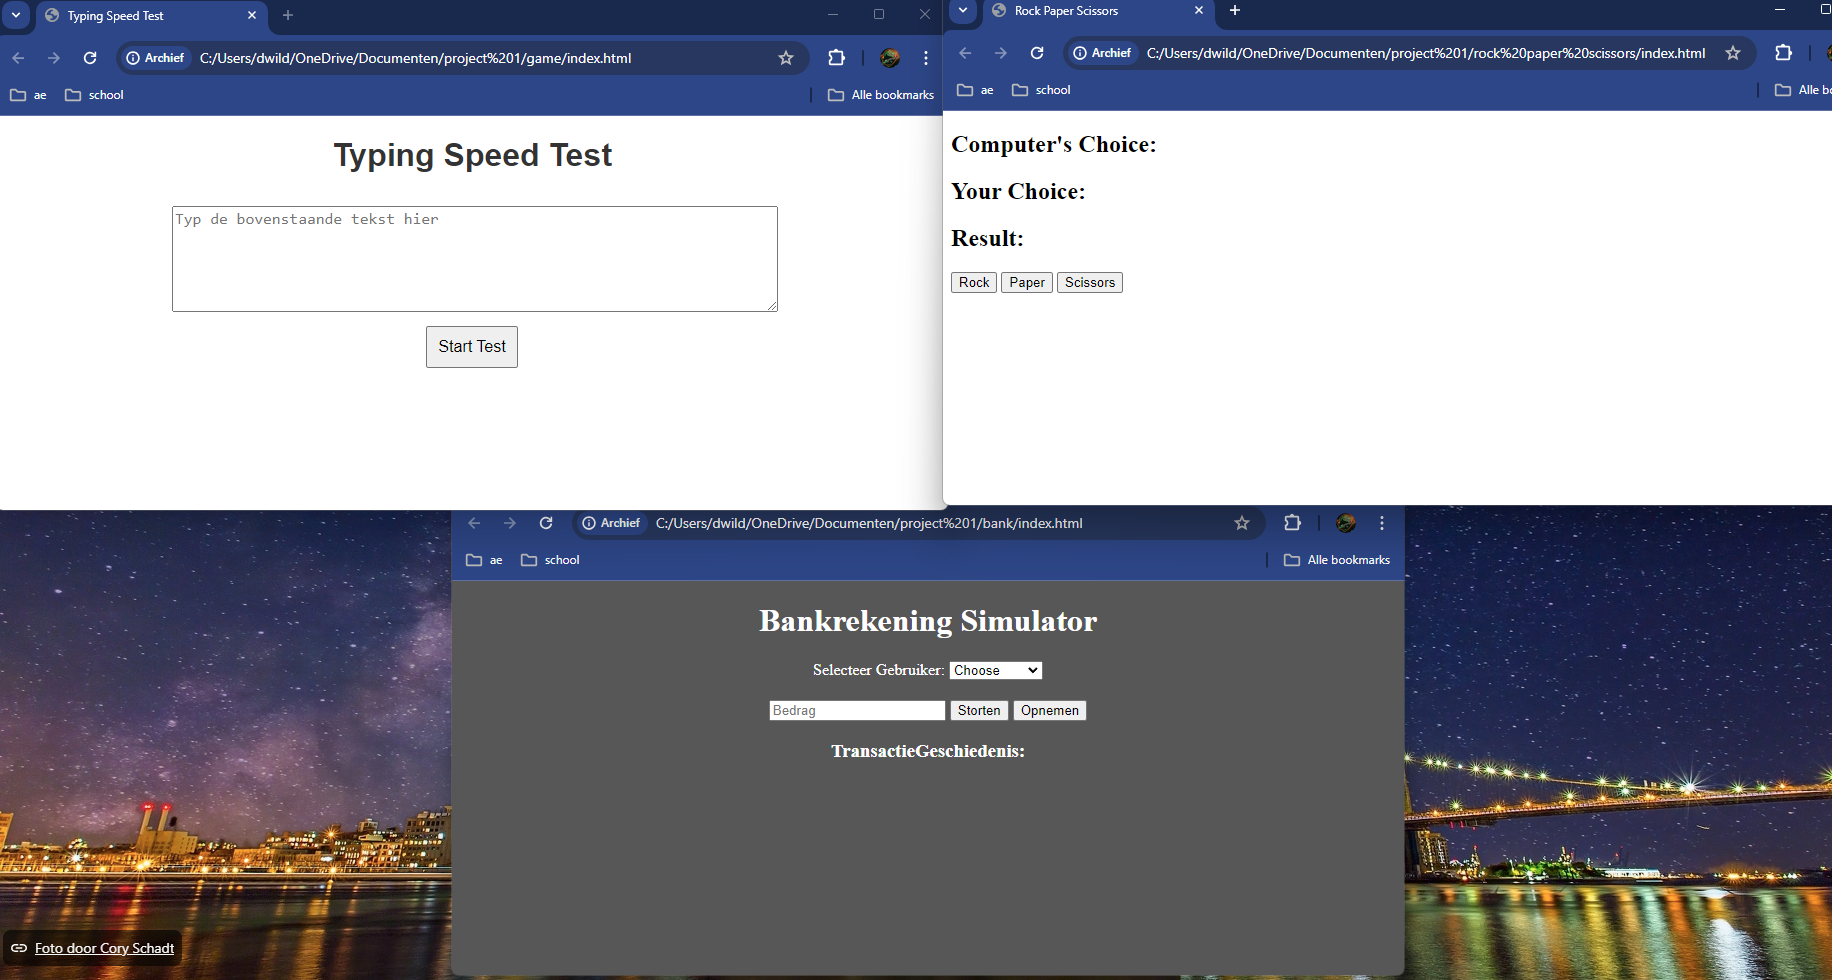 Typing Speed Test
Archief
C:/Users/dwild/OneDrive/Documenten/project%201/game/index.html
ae
school
Alle bookmarks
Typing Speed Test
Typ de bovenstaande tekst hier
Start Test
Rock Paper Scissors
Archief
C:/Users/dwild/OneDrive/Documenten/project%201/rock%20paper%20scissors/index.html
ae
school
Alle bo
Computer's Choice:
Your Choice:
Result:
Rock Paper Scissors
Archief
C:/Users/dwild/OneDrive/Documenten/project%201/bank/index.html
ae
school
Alle bookmarks
Bankrekening Simulator
Selecteer Gebruiker: Choose
Bedrag Storten Opnemen
TransactieGeschiedenis:
Foto door Cory Schadt